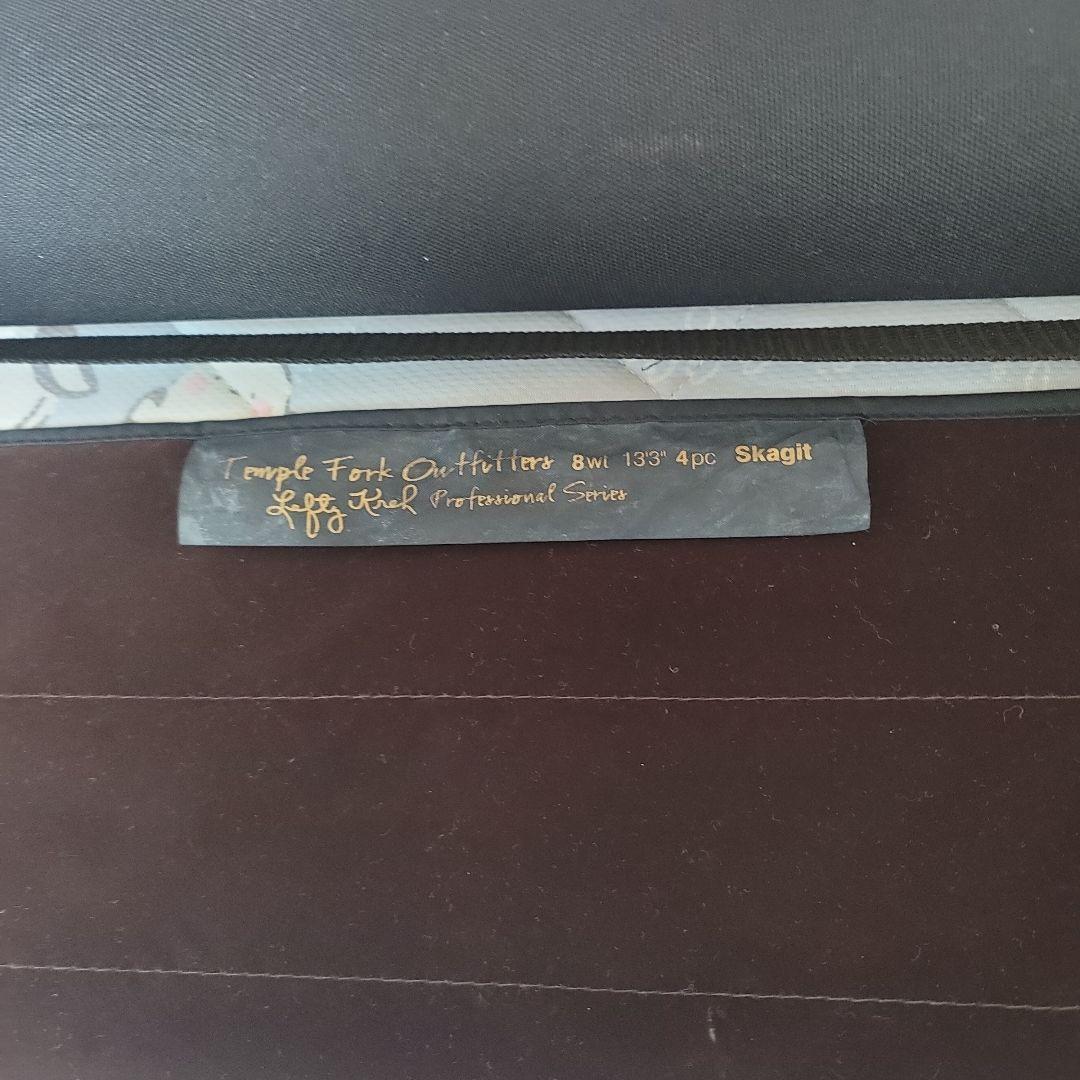 Temple Fork Outfitters 8wt 13'3" 4pc Skagit
Lefty Kreh Professional Series